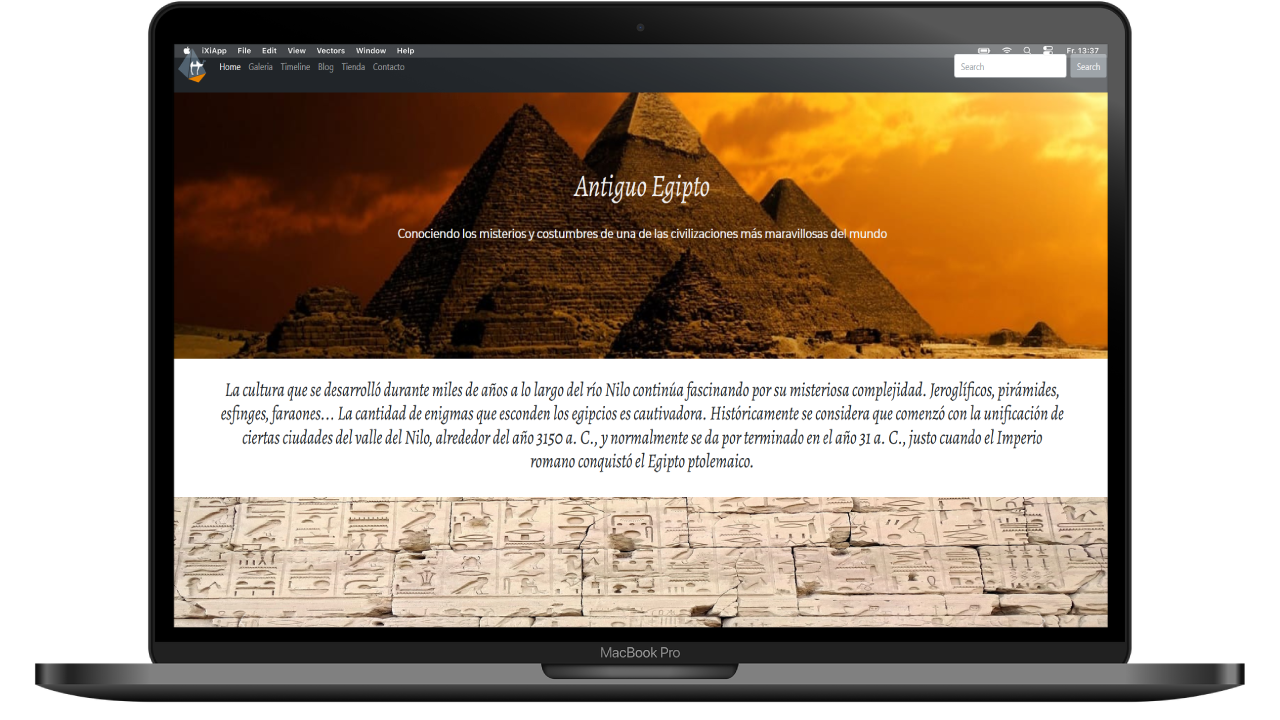 iXiApp File Edit View Vectors Window Help Fr. 13:37
Home Galeria Timeline Blog Tienda Contacto Search Search
Antiguo Egipto
Conociendo los misterios y costumbres de una de las civilizaciones más maravillosas del mundo
La cultura que se desarrolló durante miles de años a lo largo del río Nilo continúa fascinando por su misteriosa complejidad. Jeroglíficos, pirámides,
esfinges, faraones... La cantidad de enigmas que esconden los egipcios es cautivadora. Históricamente se considera que comenzó con la unificación de
ciertas ciudades del valle del Nilo, alrededor del año 3150 a. C., y normalmente se da por terminado en el año 31 a. C., justo cuando el Imperio
romano conquistó el Egipto ptolemaico.
MacBook Pro